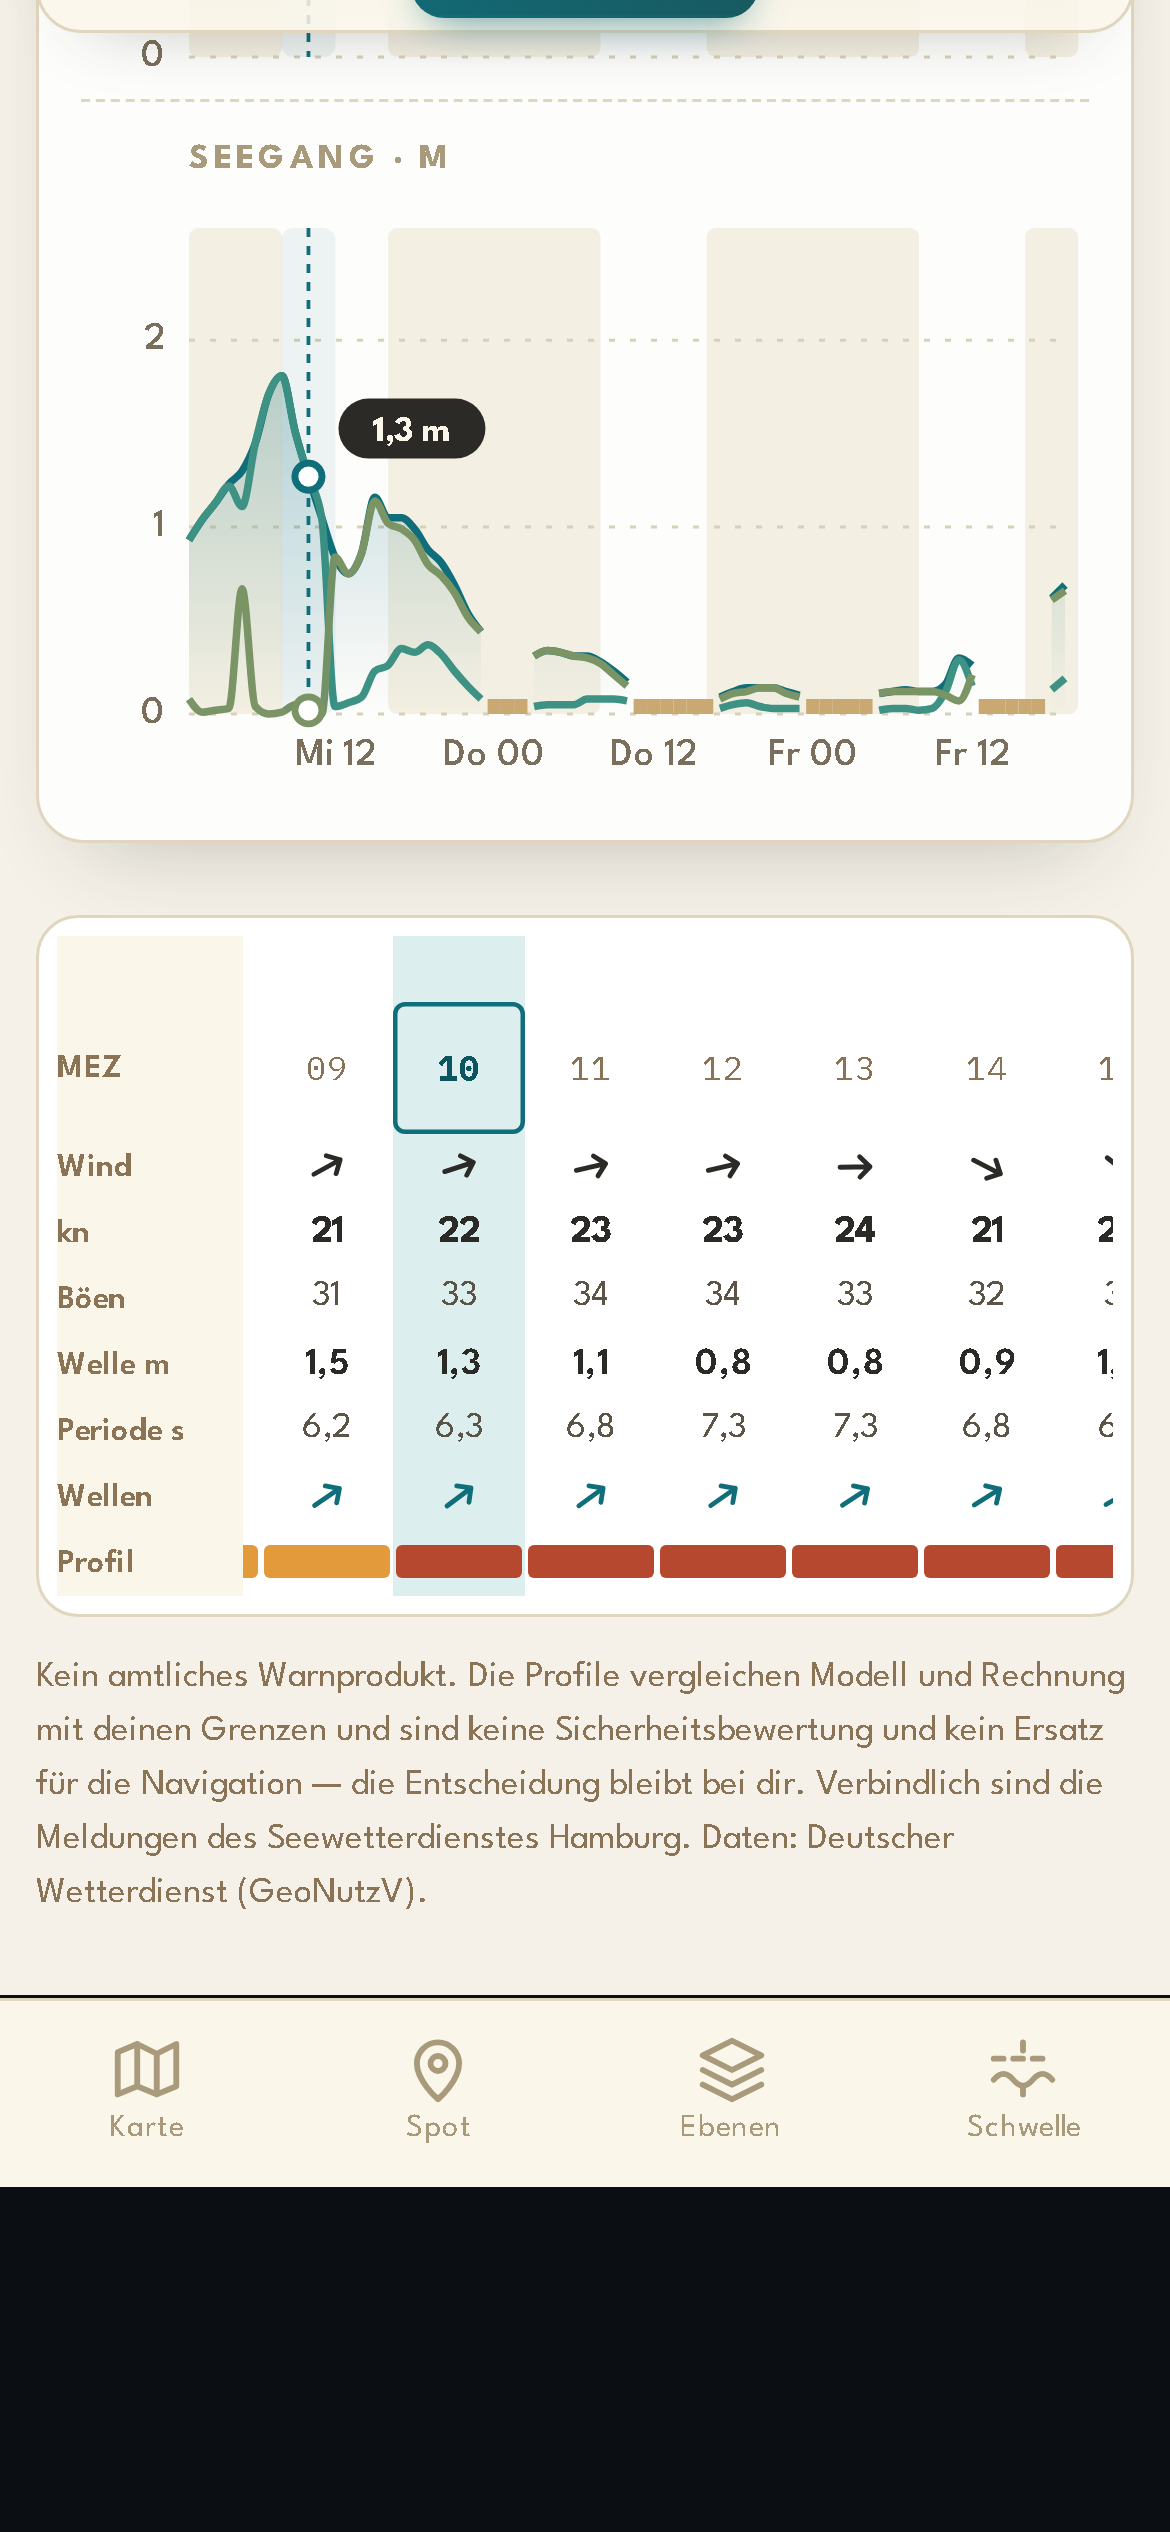 0
SEEGANG · M
2
1,3 m
1
0
Mi 12 Do 00 Do 12 Fr 00 Fr 12
MEZ 09 10 11 12 13 14 1
Wind
kn 21 22 23 23 24 21 2
Böen 31 33 34 34 33 32 3
Welle m 1,5 1,3 1,1 0,8 0,8 0,9 1,
Periode s 6,2 6,3 6,8 7,3 7,3 6,8 6
Wellen
Profil
Kein amtliches Warnprodukt. Die Profile vergleichen Modell und Rechnung
mit deinen Grenzen und sind keine Sicherheitsbewertung und kein Ersatz
für die Navigation — die Entscheidung bleibt bei dir. Verbindlich sind die
Meldungen des Seewetterdienstes Hamburg. Daten: Deutscher
Wetterdienst (GeoNutzV).
Karte Spot Ebenen Schwelle